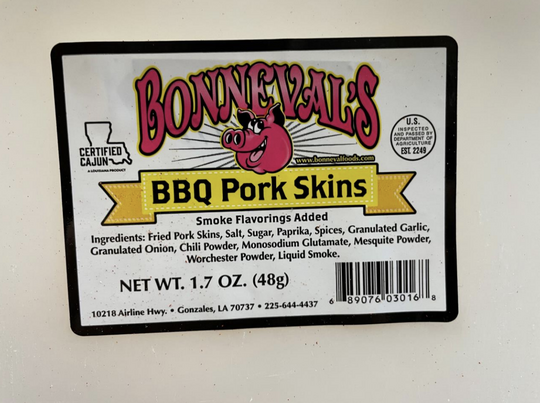 BONNEVAL'S
CERTIFIED
CAJUN
A LOUISIANA PRODUCT
U.S.
INSPECTED
AND PASSED BY
DEPARTMENT OF
AGRICULTURE
EST. 2249
www.bonnevalfoods.com
BBQ Pork Skins
Smoke Flavorings Added
Ingredients: Fried Pork Skins, Salt, Sugar, Paprika, Spices, Granulated Garlic,
Granulated Onion, Chili Powder, Monosodium Glutamate, Mesquite Powder,
Worchester Powder, Liquid Smoke.
NET WT. 1.7 OZ. (48g)
10218 Airline Hwy. • Gonzales, LA 70737 • 225-644-4437
6 89076 03016 8